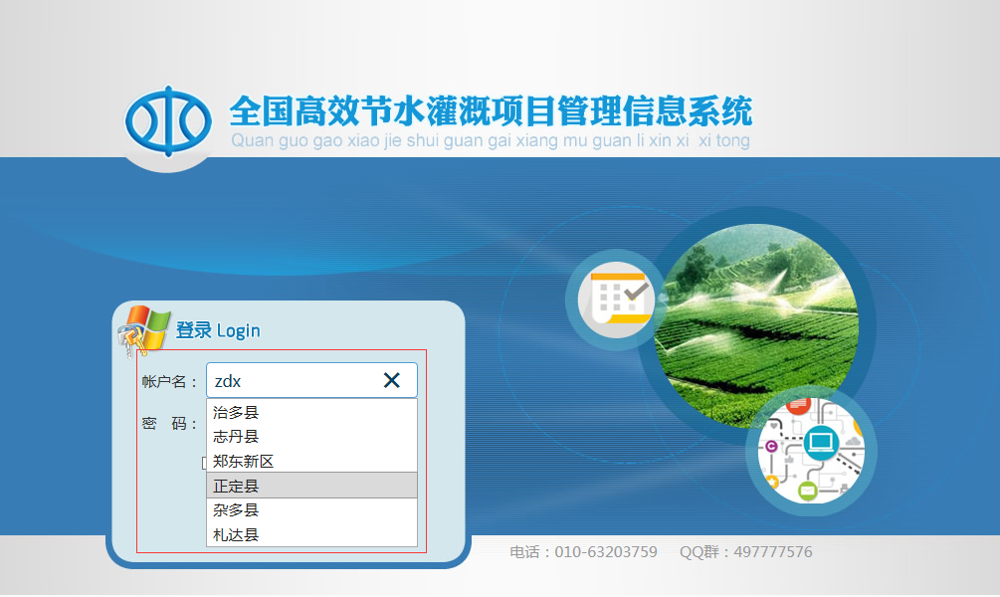 全国高效节水灌溉项目管理信息系统
Quan guo gao xiao jie shui guan gai xiang mu guan li xin xi xi tong
登录 Login
帐户名： zdx
密 码：
治多县
志丹县
郑东新区
正定县
杂多县
札达县
电话：010-63203759 QQ群：497777576